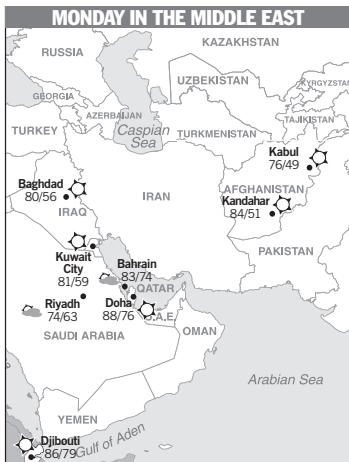 MONDAY IN THE MIDDLE EAST
KAZAKHSTAN
RUSSIA
UZBEKISTAN
KYRGYZSTAN
GEORGIA
AZERBAIJAN
TAJIKISTAN
TURKEY
Caspian
Sea
TURKMENISTAN
Kabul
76/49
Baghdad
80/56
IRAN
AFGHANISTAN
Kandahar
84/51
IRAQ
PAKISTAN
Kuwait
City
81/59
Bahrain
83/74
QATAR
Riyadh
74/63
Doha
88/76
U.A.E.
SAUDI ARABIA
OMAN
Arabian Sea
YEMEN
Djibouti
86/79
Gulf of Aden